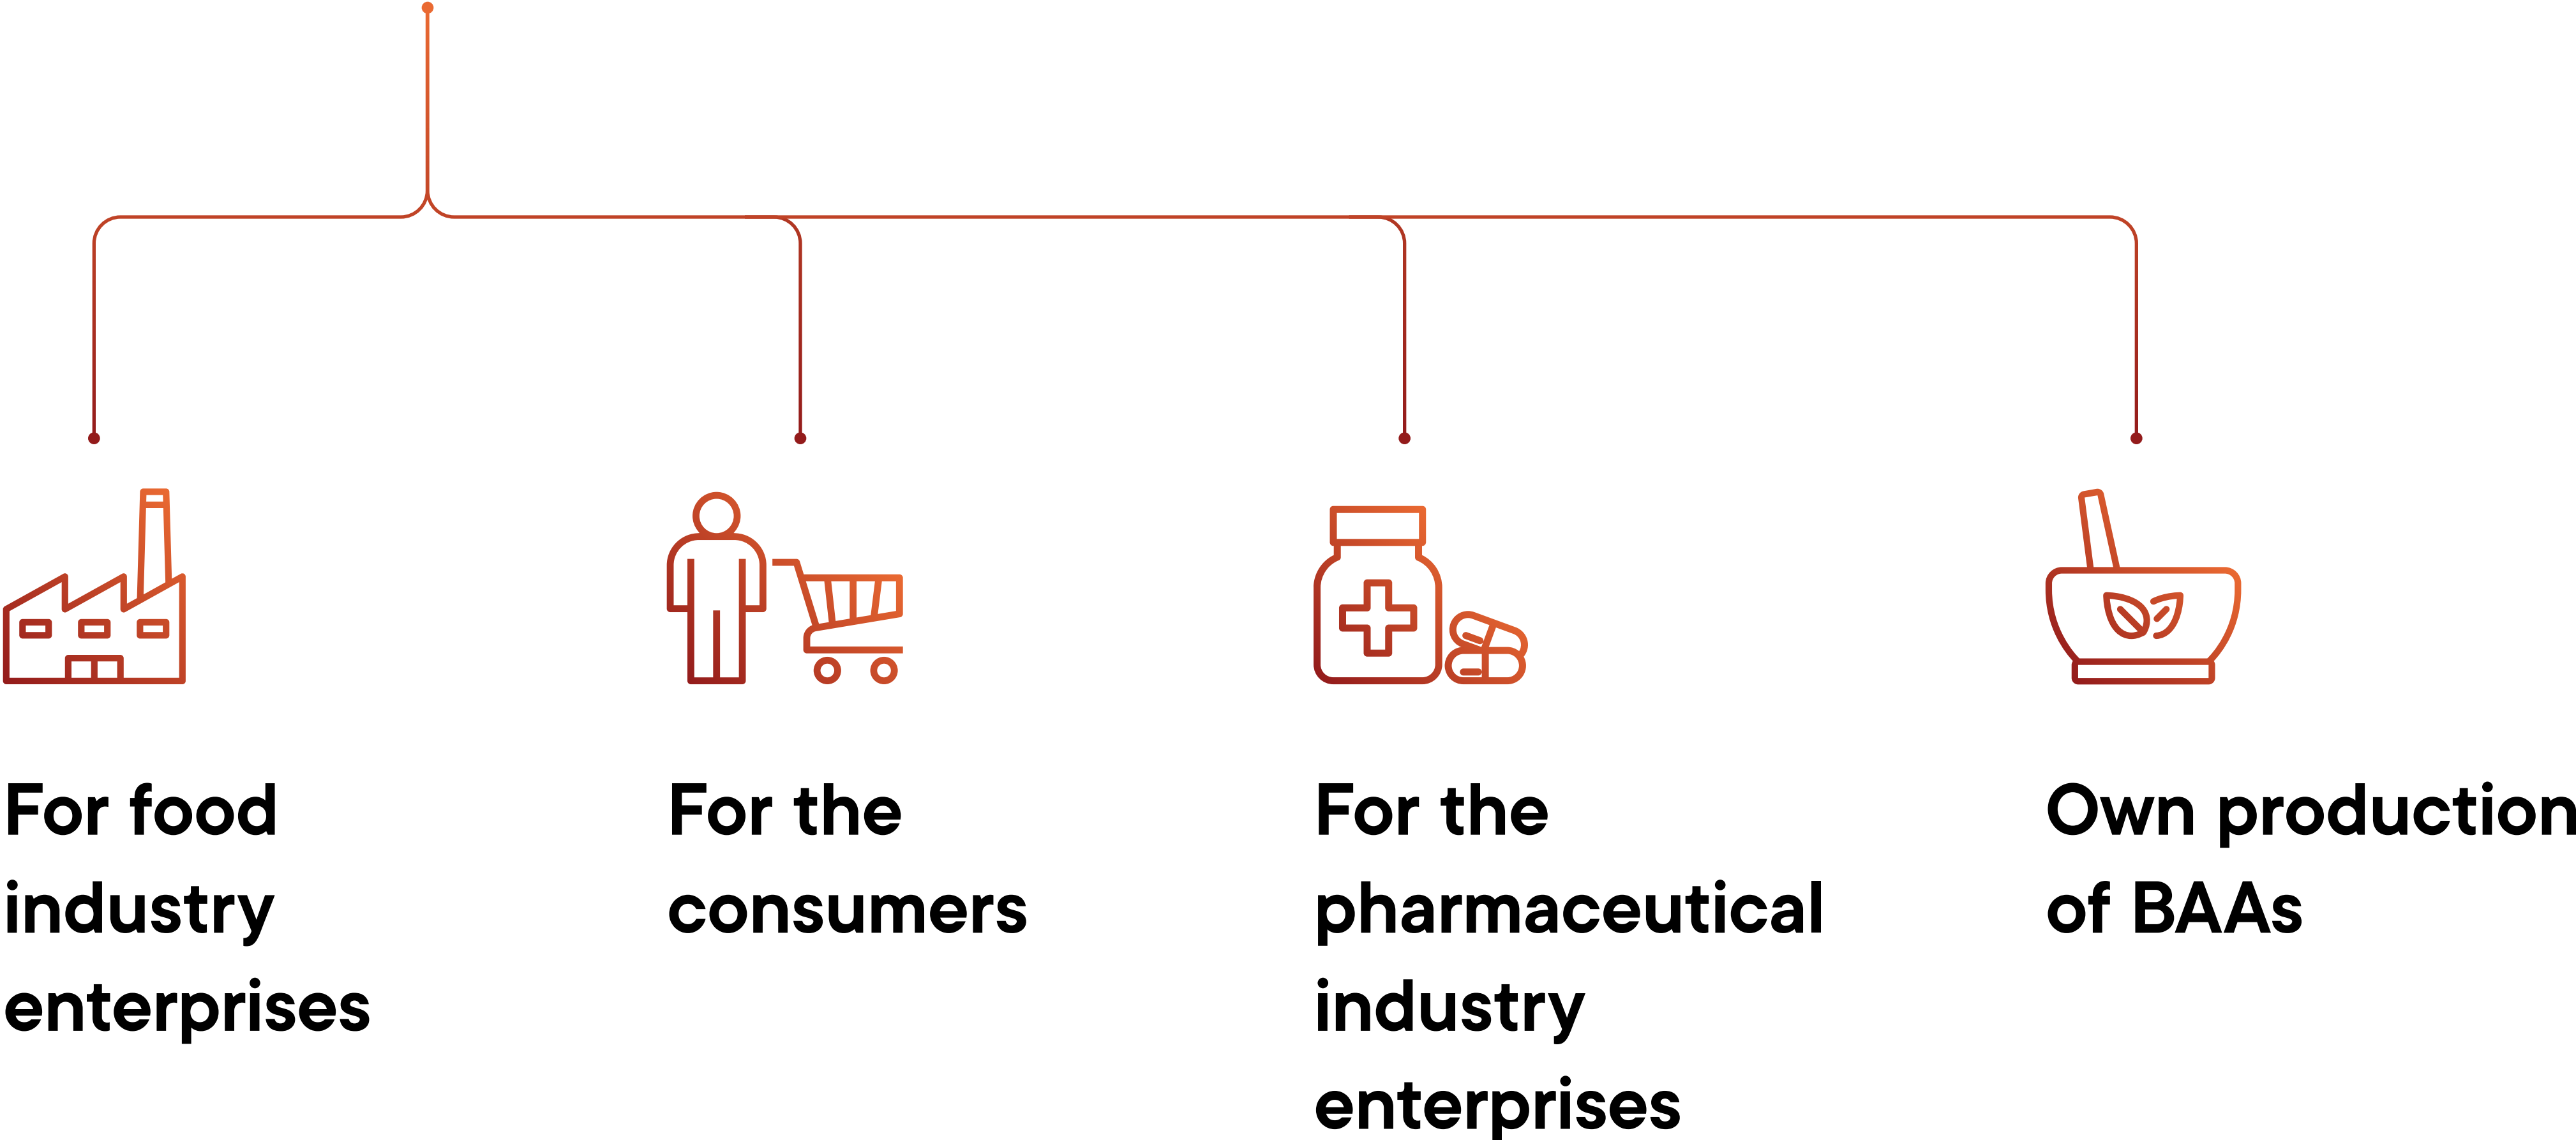 For food
industry
enterprises
For the
consumers
For the
pharmaceutical
industry
enterprises
Own production
of BAAs